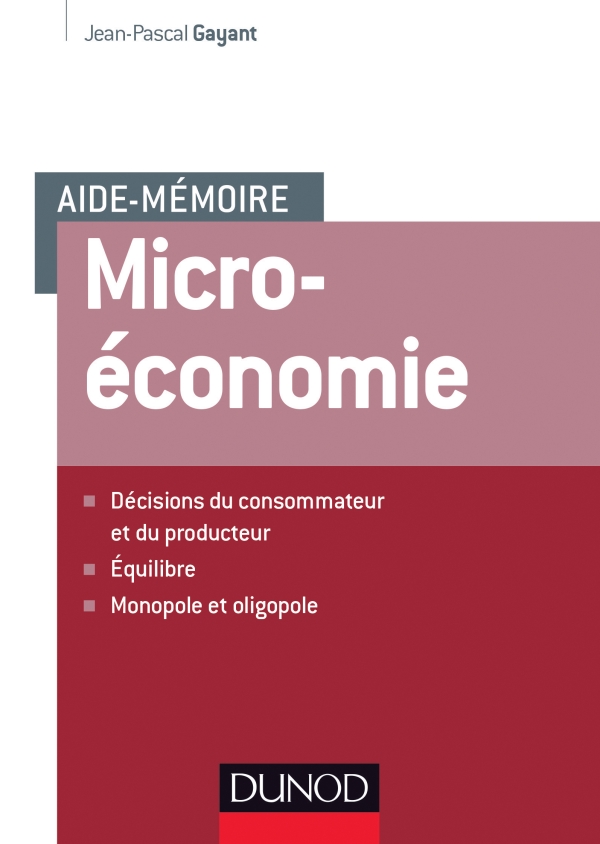 Jean-Pascal Gayant
AIDE-MÉMOIRE
Micro-
économie
Décisions du consommateur
et du producteur
Équilibre
Monopole et oligopole
DUNOD